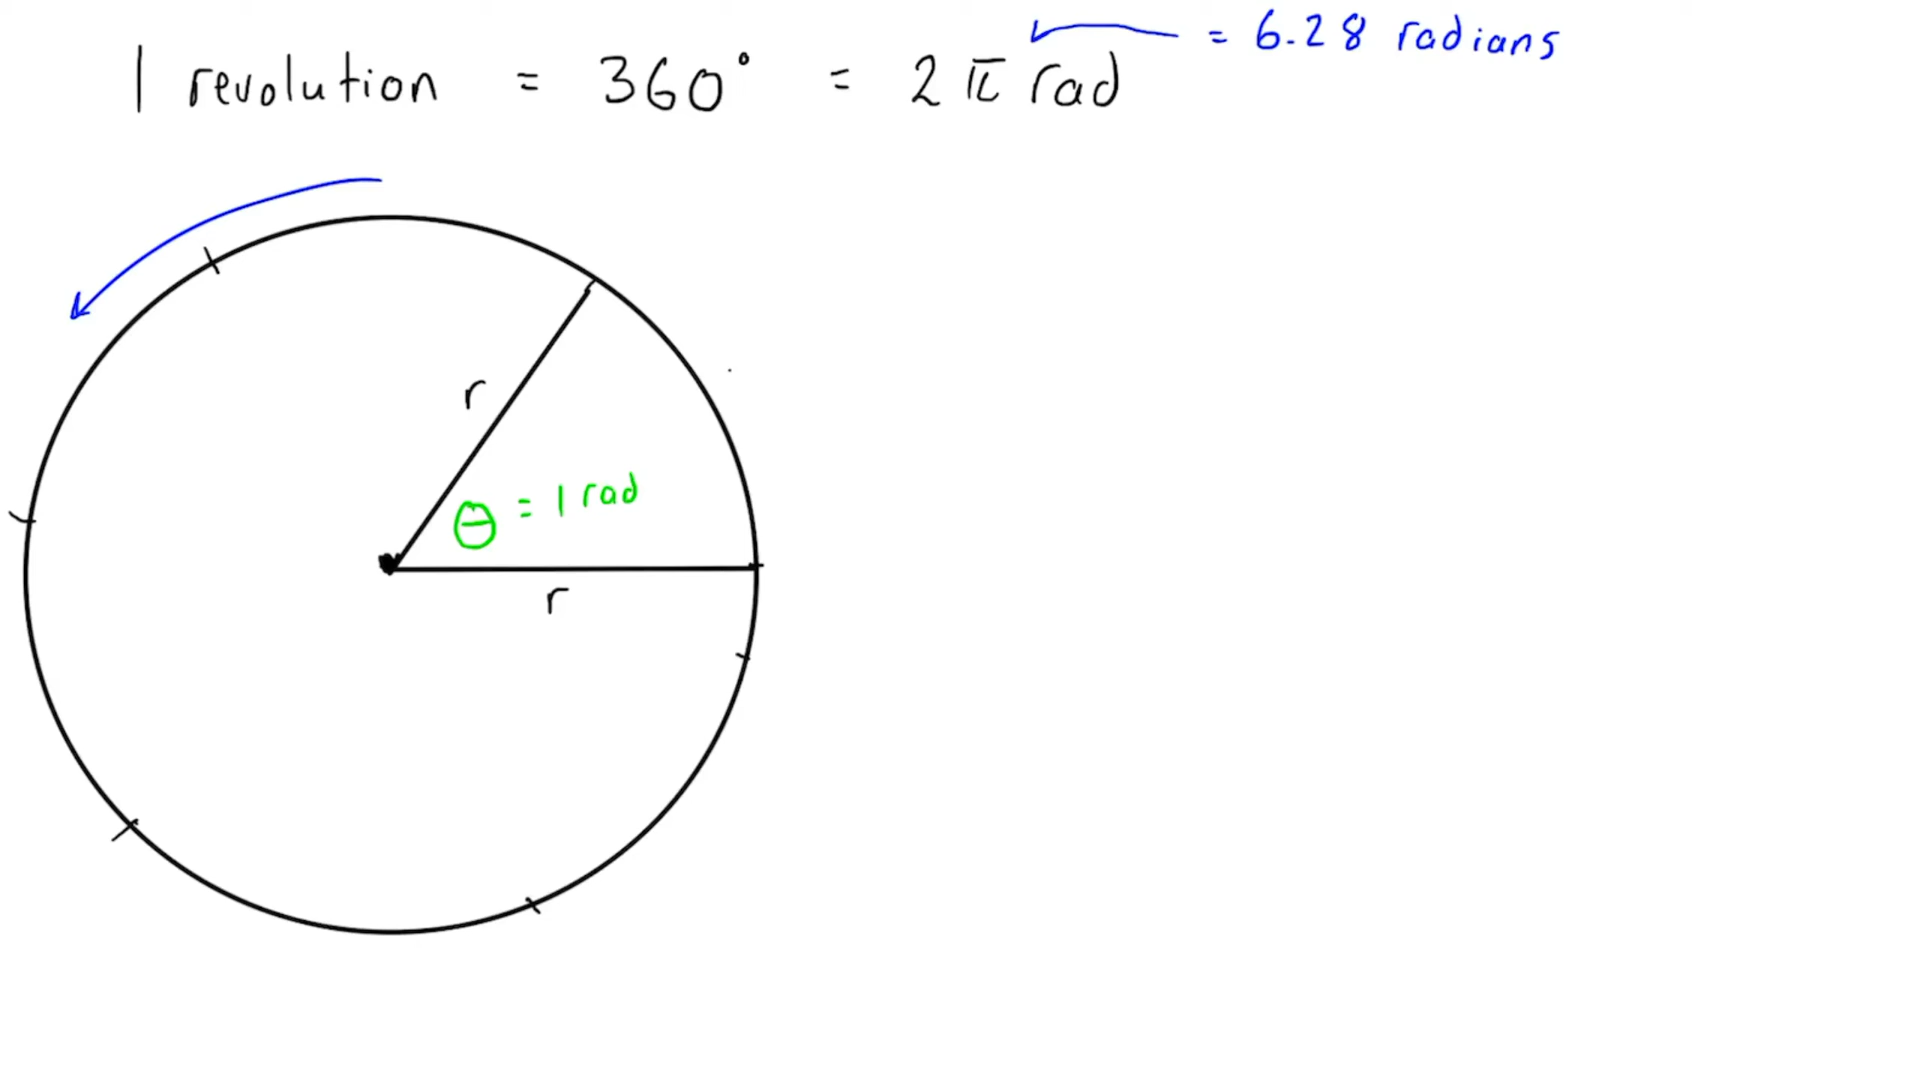 = 6.28 radians
1 revolution = 360° = 2π rad
r
θ = 1 rad
r